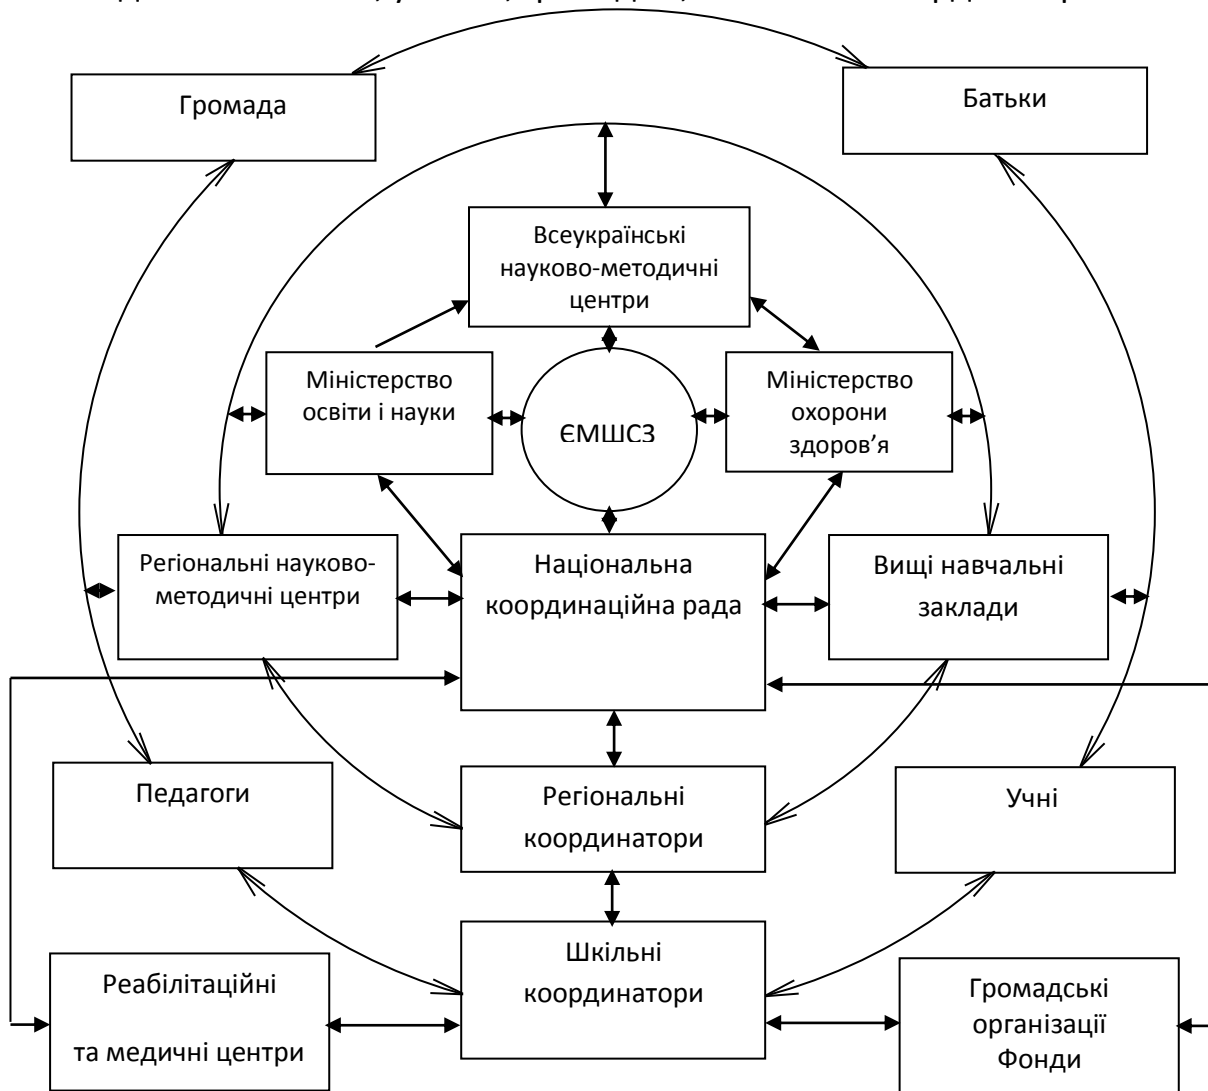 Громада
Батьки
Всеукраїнські
науково-методичні
центри
Міністерство
освіти і науки
ЄМШСЗ
Міністерство
охорони
здоров’я
Регіональні науково-
методичні центри
Національна
координаційна рада
Вищі навчальні
заклади
Педагоги
Регіональні
координатори
Учні
Шкільні
координатори
Реабілітаційні
та медичні центри
Громадські
організації
Фонди